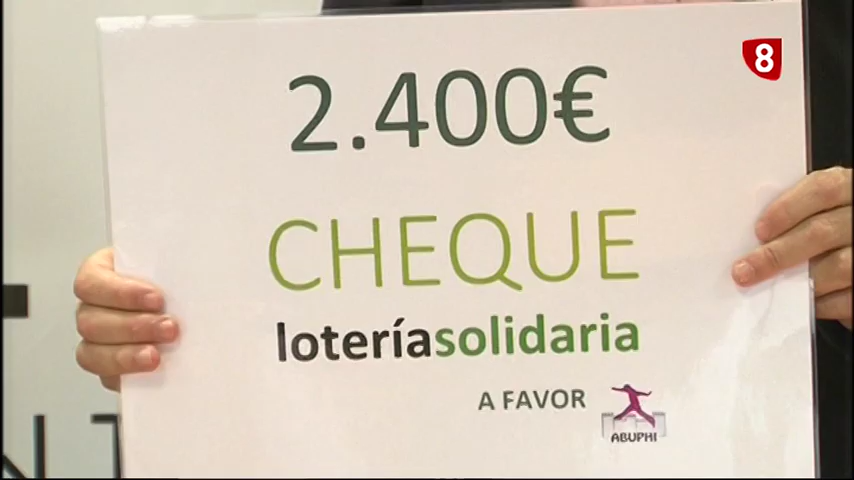 8
2.400€
CHEQUE
loteríasolidaria
A FAVOR
ABUPHI